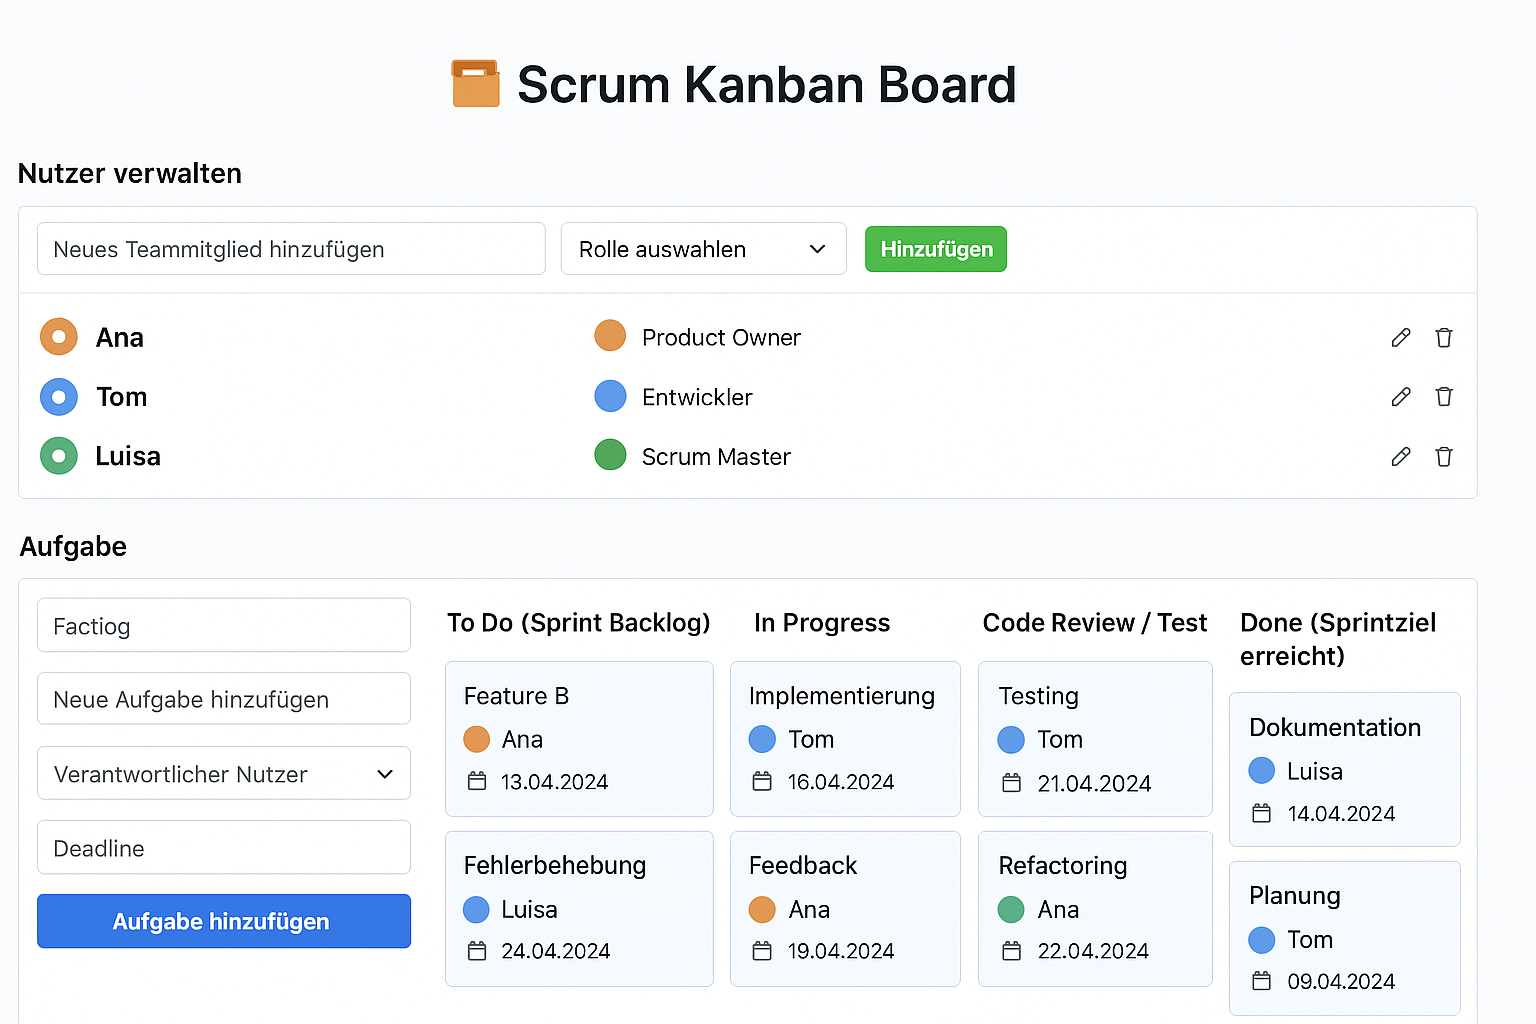 Scrum Kanban Board
Nutzer verwalten
Neues Teammitglied hinzufügen
Rolle auswahlen
Hinzufügen
Ana
Product Owner
Tom
Entwickler
Luisa
Scrum Master
Aufgabe
Factiog
Neue Aufgabe hinzufügen
Verantwortlicher Nutzer
Deadline
Aufgabe hinzufügen
To Do (Sprint Backlog)
Feature B
Ana
13.04.2024
Fehlerbehebung
Luisa
24.04.2024
In Progress
Implementierung
Tom
16.04.2024
Feedback
Ana
19.04.2024
Code Review / Test
Testing
Tom
21.04.2024
Refactoring
Ana
22.04.2024
Done (Sprintziel
erreicht)
Dokumentation
Luisa
14.04.2024
Planung
Tom
09.04.2024